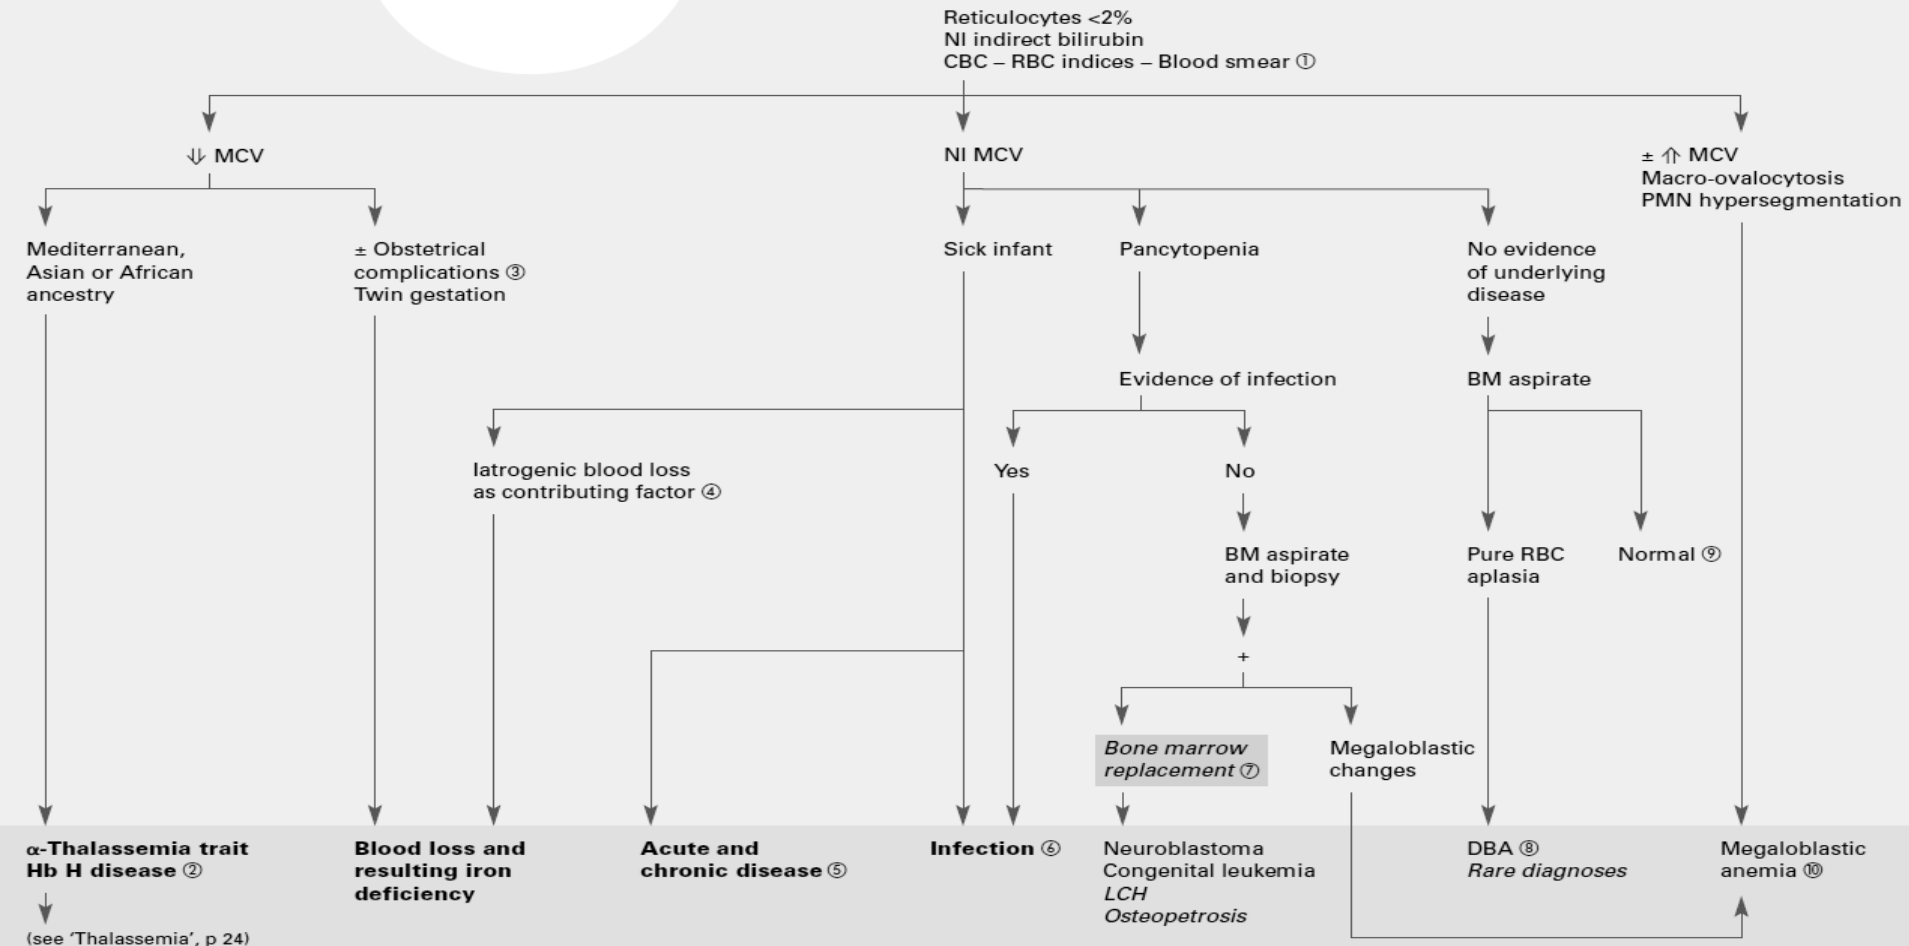 Reticulocytes <2%
Nl indirect bilirubin
CBC – RBC indices – Blood smear ①
⇓ MCV
Nl MCV
± ⇑ MCV
Macro-ovalocytosis
PMN hypersegmentation
Mediterranean,
Asian or African
ancestry
± Obstetrical
complications ③
Twin gestation
Sick infant
Pancytopenia
No evidence
of underlying
disease
Evidence of infection
BM aspirate
Iatrogenic blood loss
as contributing factor ④
Yes
No
BM aspirate
and biopsy
Pure RBC
aplasia
Normal ⑨
+
Bone marrow
replacement ⑦
Megaloblastic
changes
α-Thalassemia trait
Hb H disease ②
(see 'Thalassemia', p 24)
Blood loss and
resulting iron
deficiency
Acute and
chronic disease ⑤
Infection ⑥
Neuroblastoma
Congenital leukemia
LCH
Osteopetrosis
DBA ⑧
Rare diagnoses
Megaloblastic
anemia ⑩